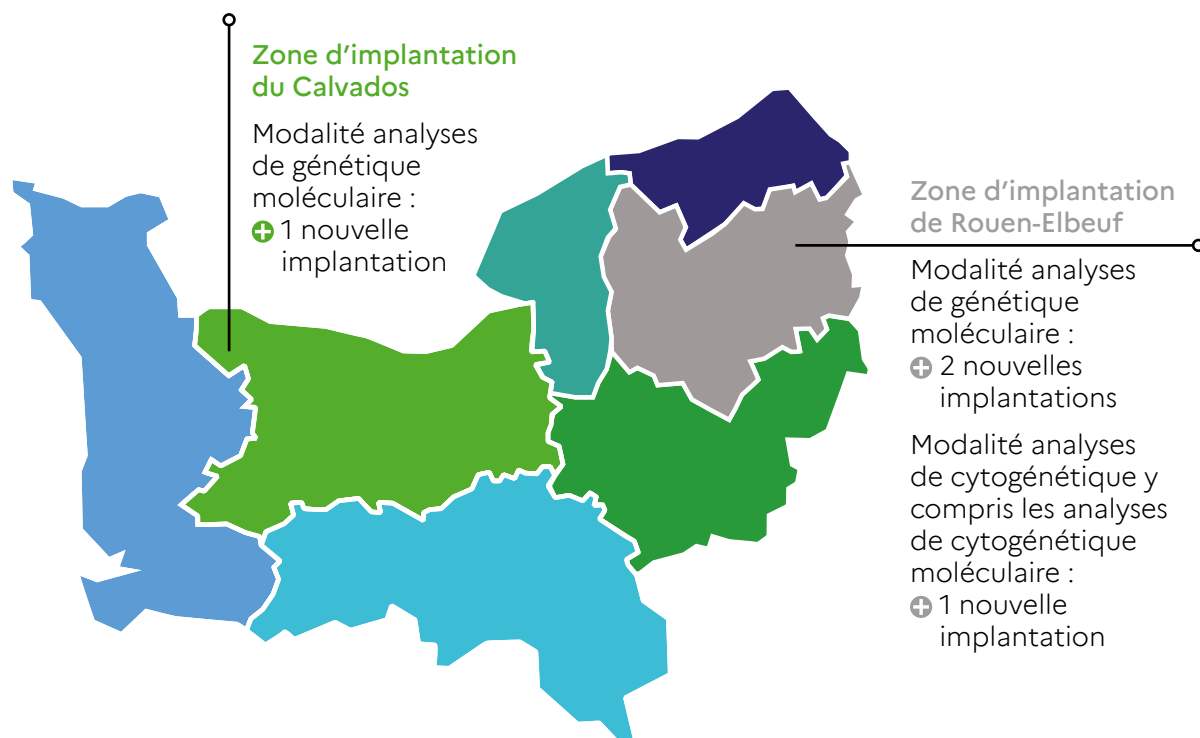 Zone d’implantation
du Calvados
Modalité analyses
de génétique
moléculaire :
+ 1 nouvelle
implantation
Zone d’implantation
de Rouen-Elbeuf
Modalité analyses
de génétique
moléculaire :
+ 2 nouvelles
implantations
Modalité analyses
de cytogénétique y
compris les analyses
de cytogénétique
moléculaire :
+ 1 nouvelle
implantation